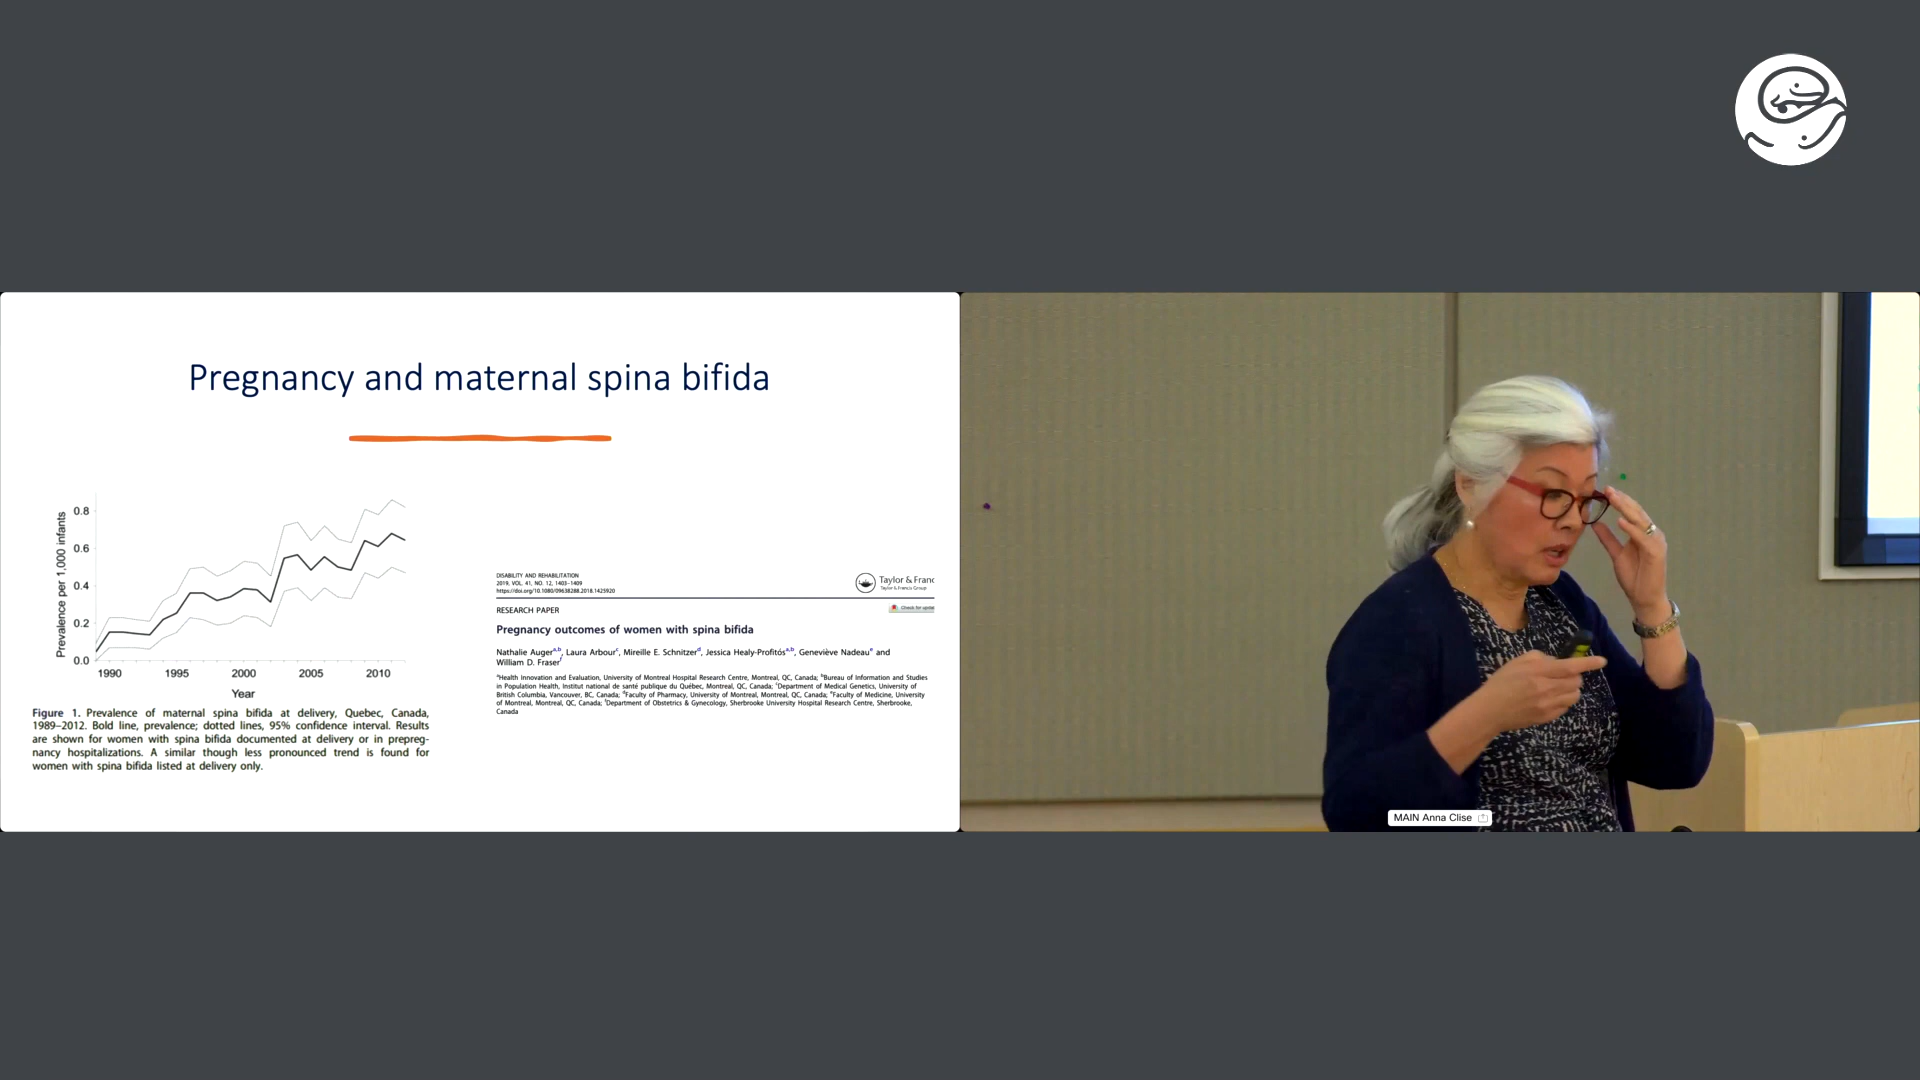 Pregnancy and maternal spina bifida
Prevalence per 1,000 infants
0.8
0.6
0.4
0.2
0.0
1990 1995 2000 2005 2010
Year
Figure 1. Prevalence of maternal spina bifida at delivery, Quebec, Canada,
1989–2012. Bold line, prevalence; dotted lines, 95% confidence interval. Results
are shown for women with spina bifida documented at delivery or in prepreg-
nancy hospitalizations. A similar though less pronounced trend is found for
women with spina bifida listed at delivery only.
DISABILITY AND REHABILITATION
2019, VOL. 41, NO. 12, 1403–1409
https://doi.org/10.1080/09638288.2018.1425920
Taylor & Franc
Taylor & Francis Group
RESEARCH PAPER
Check for updat
Pregnancy outcomes of women with spina bifida
Nathalie Auger a,b, Laura Arbour c, Mireille E. Schnitzer d, Jessica Healy-Profitós a,b, Geneviève Nadeau e and
William D. Fraser f
aHealth Innovation and Evaluation, University of Montreal Hospital Research Centre, Montreal, QC, Canada; bBureau of Information and Studies
in Population Health, Institut national de santé publique du Québec, Montreal, QC, Canada; cDepartment of Medical Genetics, University of
British Columbia, Vancouver, BC, Canada; dFaculty of Pharmacy, University of Montreal, Montreal, QC, Canada; eFaculty of Medicine, University
of Montreal, Montreal, QC, Canada; fDepartment of Obstetrics & Gynecology, Sherbrooke University Hospital Research Centre, Sherbrooke,
Canada
MAIN Anna Clise